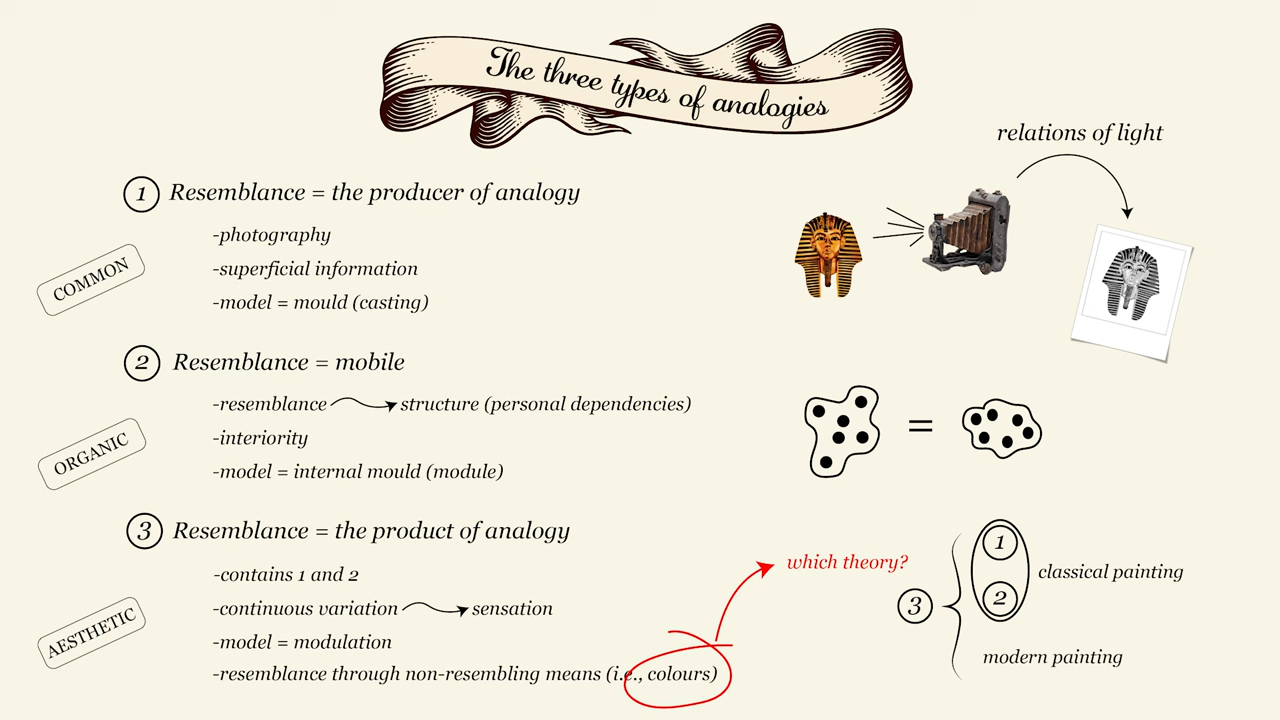 The three types of analogies
relations of light
1 Resemblance = the producer of analogy
-photography
-superficial information
-model = mould (casting)
COMMON
2 Resemblance = mobile
-resemblance structure (personal dependencies)
-interiority
-model = internal mould (module)
ORGANIC
=
3 Resemblance = the product of analogy
-contains 1 and 2
-continuous variation sensation
-model = modulation
-resemblance through non-resembling means (i.e., colours)
AESTHETIC
which theory?
3
1
2
classical painting
modern painting